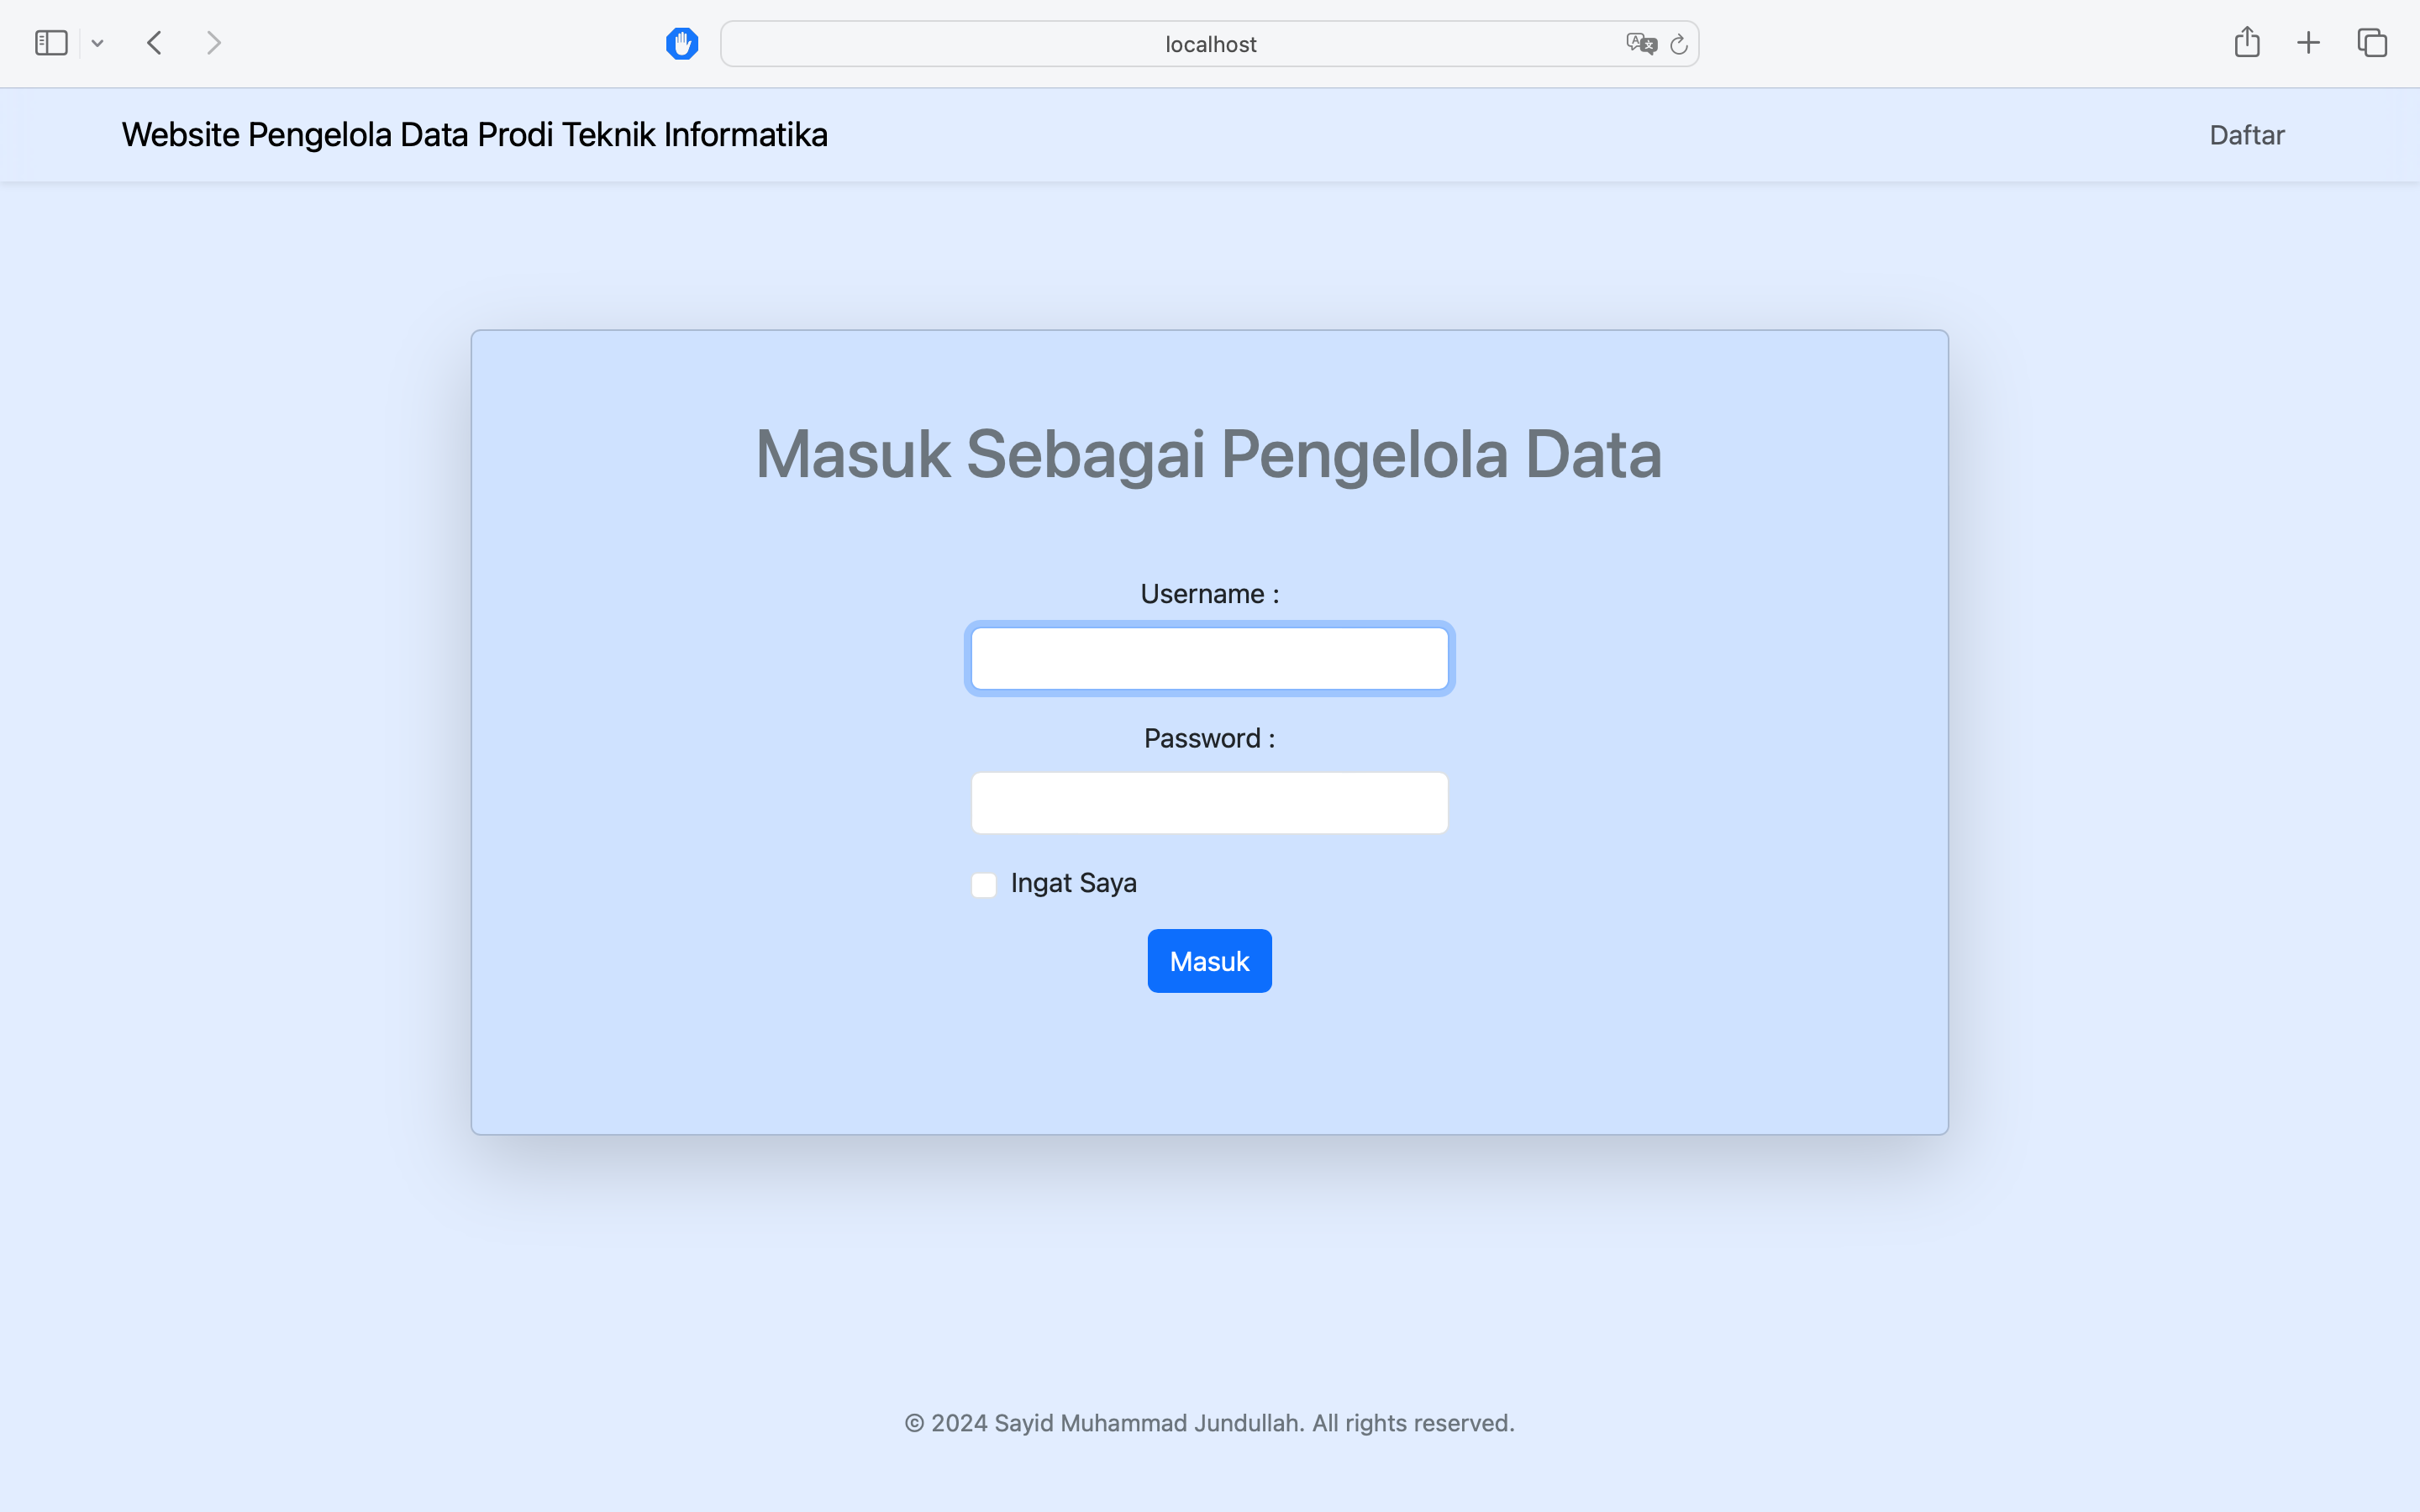 localhost
Website Pengelola Data Prodi Teknik Informatika
Daftar
Masuk Sebagai Pengelola Data
Username :
Password :
Ingat Saya
Masuk
© 2024 Sayid Muhammad Jundullah. All rights reserved.